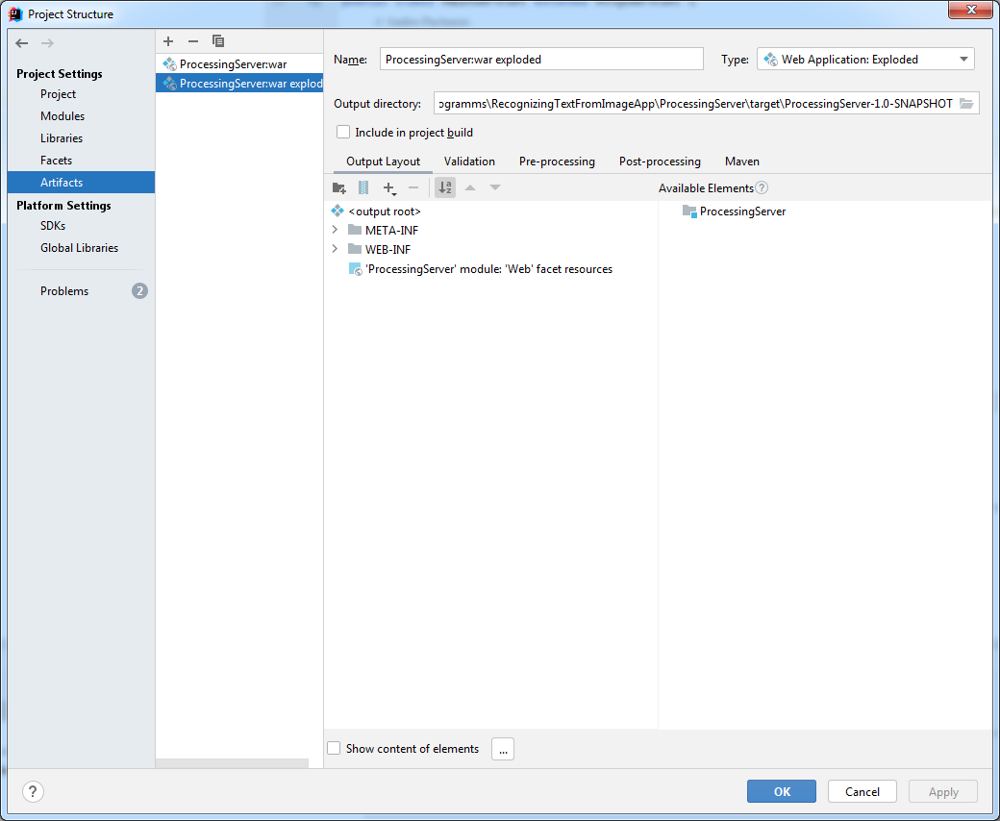 Project Structure
Project Settings
Project
Modules
Libraries
Facets
Artifacts
Platform Settings
SDKs
Global Libraries
Problems 2
ProcessingServer:war
ProcessingServer:war explod
Name: ProcessingServer:war exploded Type: Web Application: Exploded
Output directory: ogramms\RecognizingTextFromImageApp\ProcessingServer\target\ProcessingServer-1.0-SNAPSHOT
Include in project build
Output Layout Validation Pre-processing Post-processing Maven
Available Elements ?
<output root>
META-INF
WEB-INF
'ProcessingServer' module: 'Web' facet resources
ProcessingServer
Show content of elements ...
? OK Cancel Apply